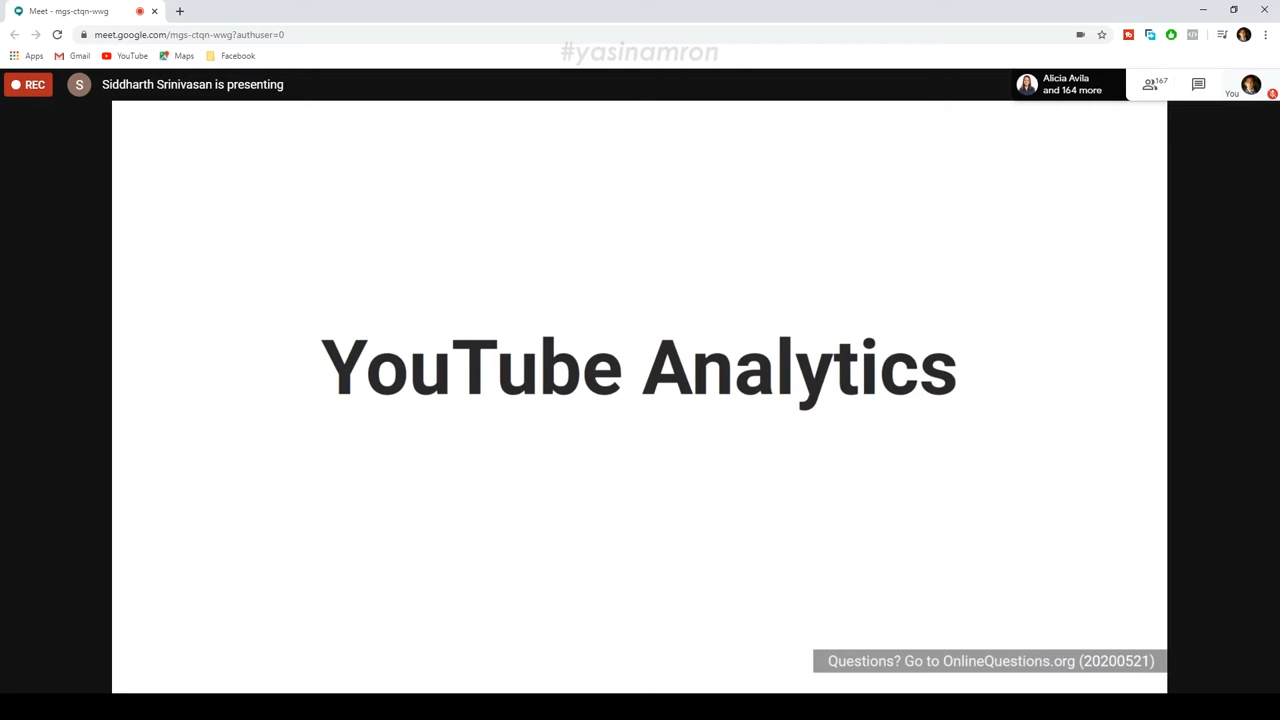 Meet - mgs-ctqn-wwg
meet.google.com/mgs-ctqn-wwg?authuser=0
Apps Gmail YouTube Maps Facebook
#yasinamron
REC S Siddharth Srinivasan is presenting
Alicia Avila
and 164 more
167
You
YouTube Analytics
Questions? Go to OnlineQuestions.org (20200521)